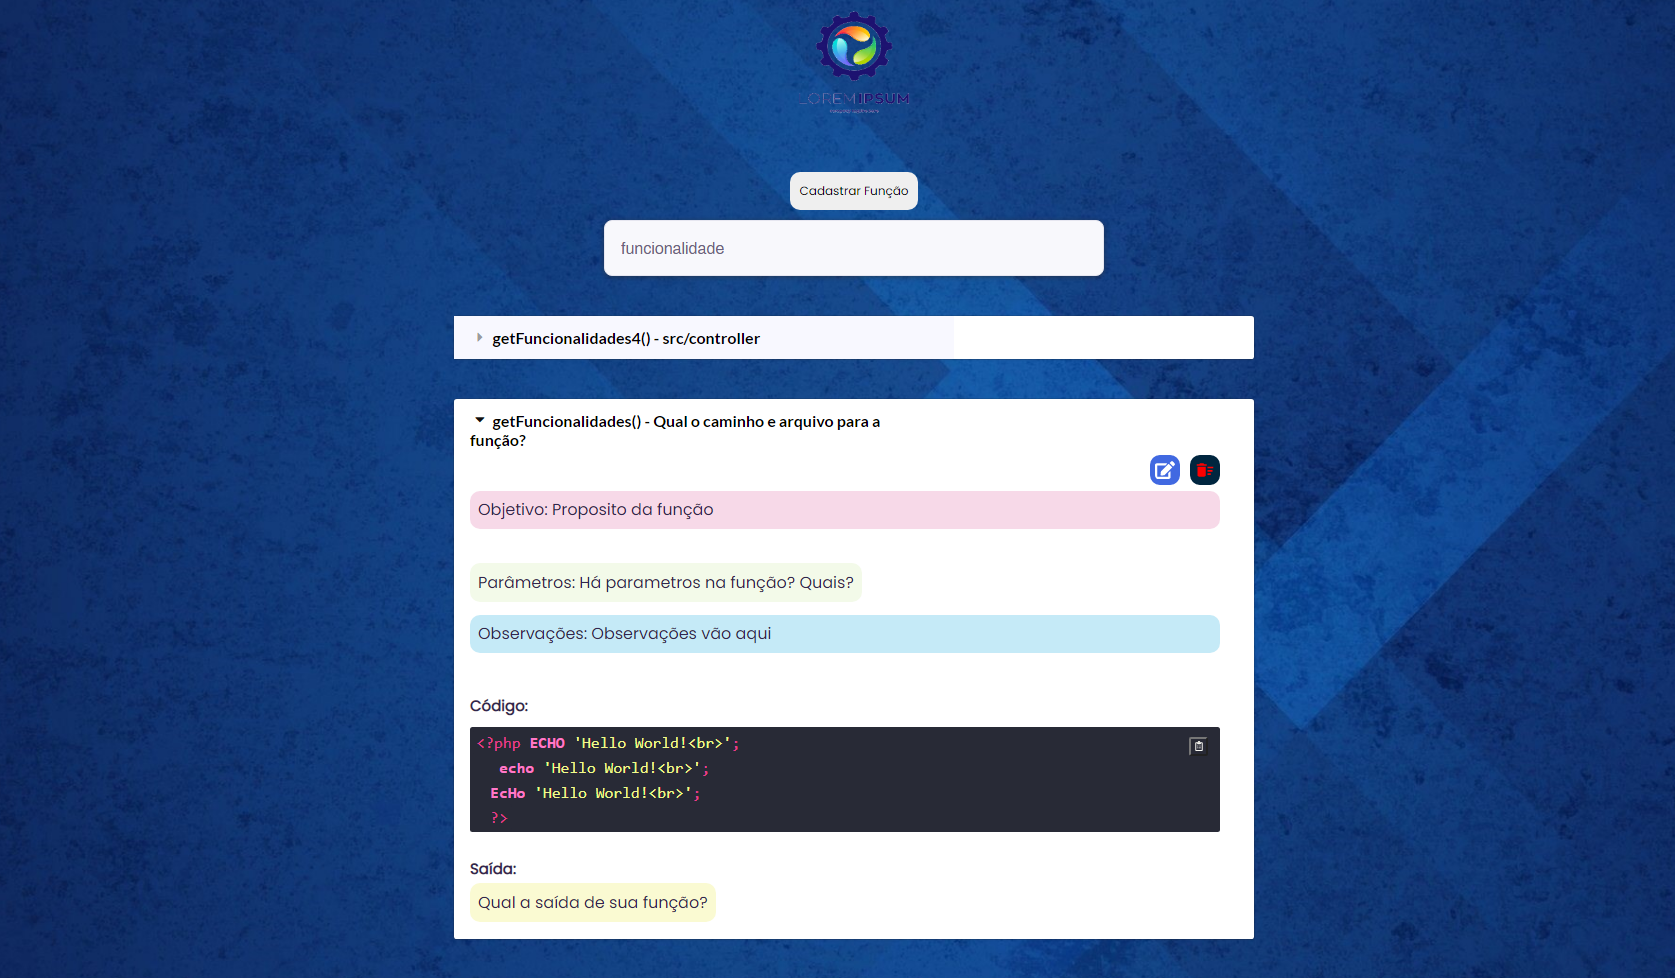 LOREMIPSUM
Cadastrar Função
funcionalidade
getFuncionalidades4() - src/controller
getFuncionalidades() - Qual o caminho e arquivo para a
função?
Objetivo: Proposito da função
Parâmetros: Há parametros na função? Quais?
Observações: Observações vão aqui
Código:
<?php ECHO 'Hello World!<br>';
echo 'Hello World!<br>';
EcHo 'Hello World!<br>';
?>
Saída:
Qual a saída de sua função?